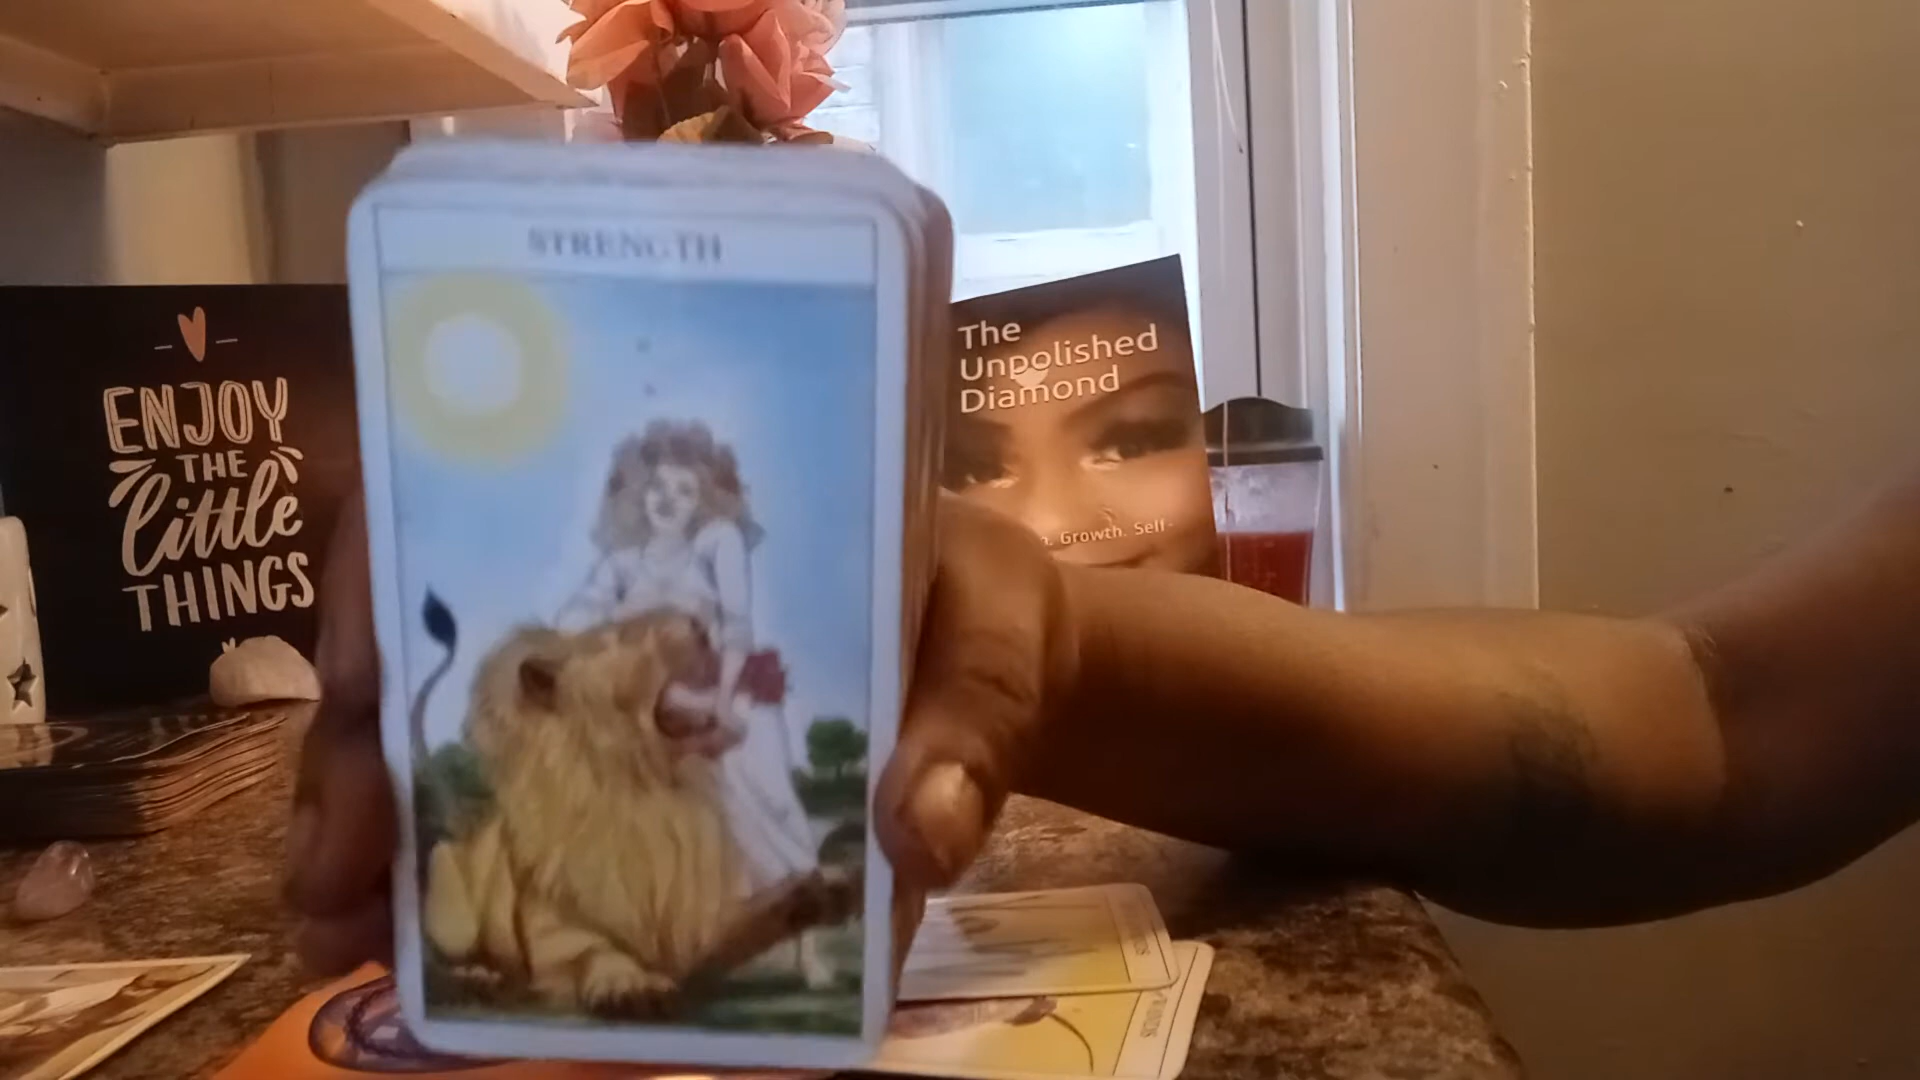 STRENGTH
ENJOY
THE
little
THINGS
The
Unpolished
Diamond
Growth. Self-